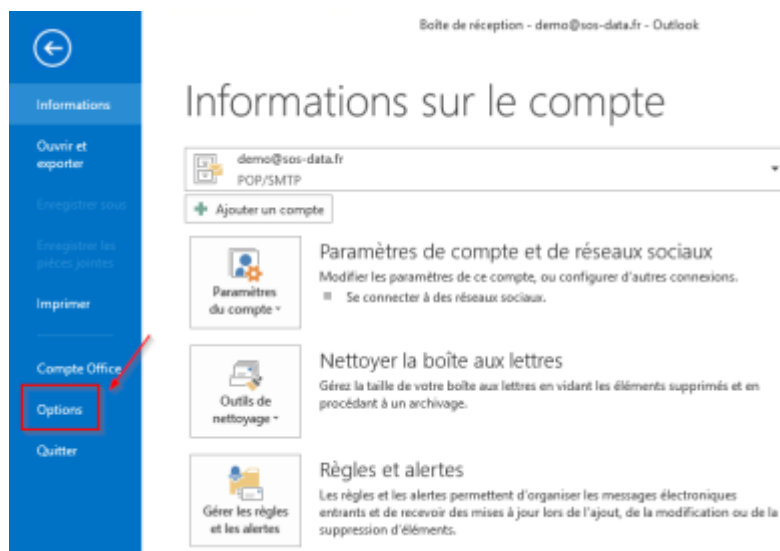 Boîte de réception - demo@sos-data.fr - Outlook
Informations
Ouvrir et
exporter
Enregistrer sous
Enregistrer les
pièces jointes
Imprimer
Compte Office
Options
Quitter
Informations sur le compte
demo@sos-data.fr
POP/SMTP
Ajouter un compte
Paramètres
du compte
Paramètres de compte et de réseaux sociaux
Modifier les paramètres de ce compte, ou configurer d'autres connexions.
Se connecter à des réseaux sociaux.
Outils de
nettoyage
Nettoyer la boîte aux lettres
Gérez la taille de votre boîte aux lettres en vidant les éléments supprimés et en
procédant à un archivage.
Gérer les règles
et les alertes
Règles et alertes
Les règles et les alertes permettent d'organiser les messages électroniques
entrants et de recevoir des mises à jour lors de l'ajout, de la modification ou de la
suppression d'éléments.